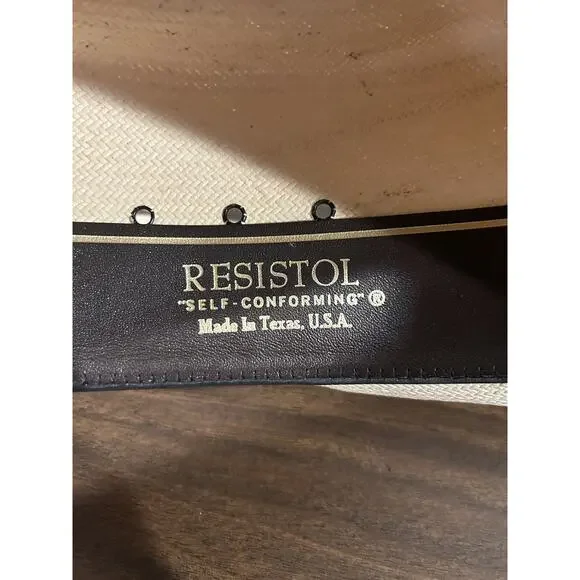 RESISTOL
"SELF-CONFORMING" ®
Made In Texas, U.S.A.